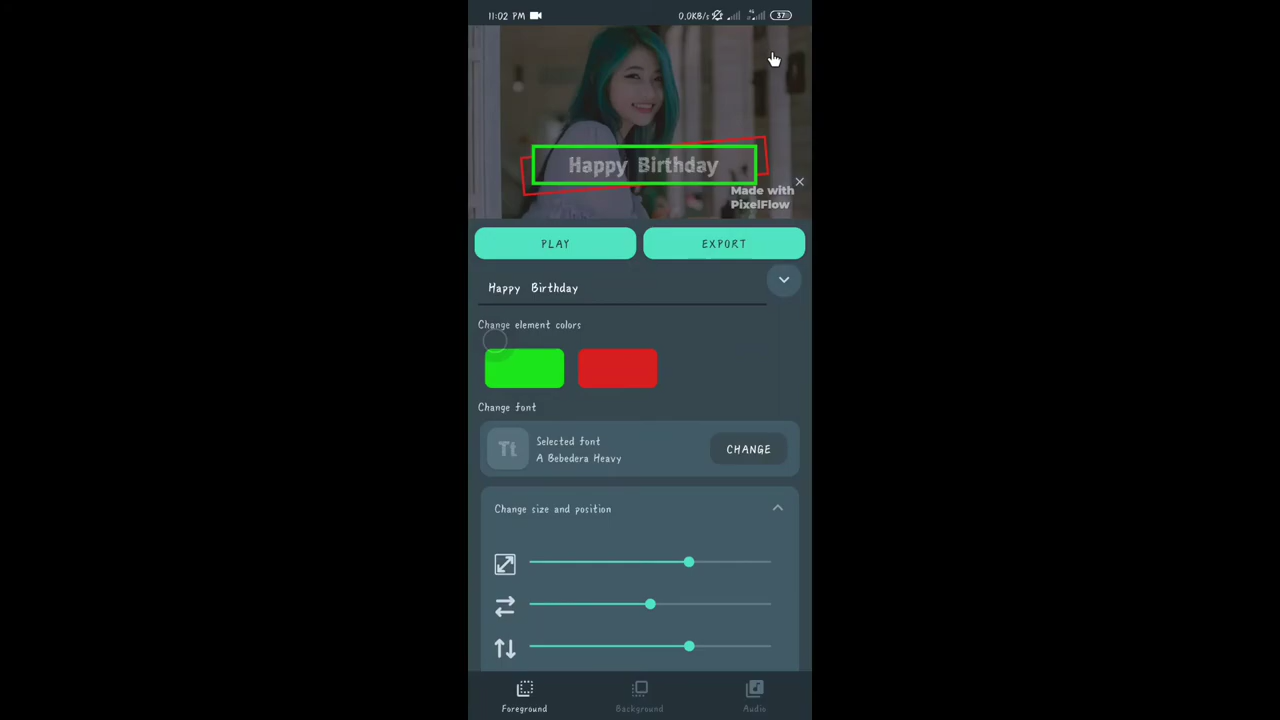 11:02 PM 0.0KB/s 37
Happy Birthday
Made with
PixelFlow
PLAY EXPORT
Happy Birthday
Change element colors
Change font
Tt
Selected font
A Bebedera Heavy
CHANGE
Change size and position
Foreground Background Audio